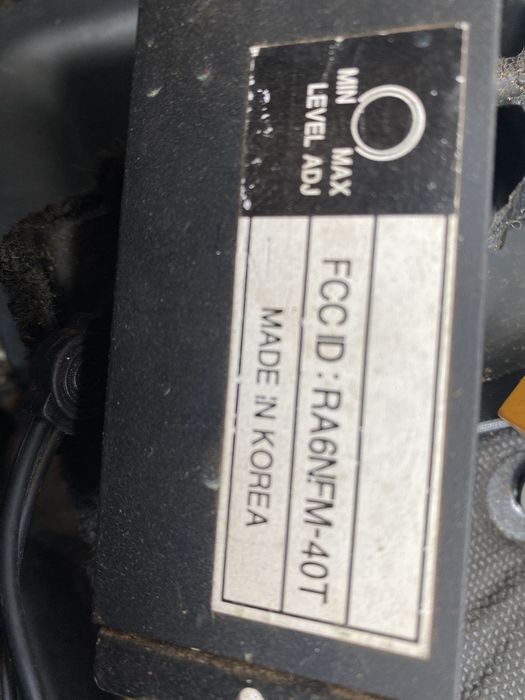 MIN MAX
LEVEL ADJ
FCC ID : RA6NFM-40T
MADE IN KOREA